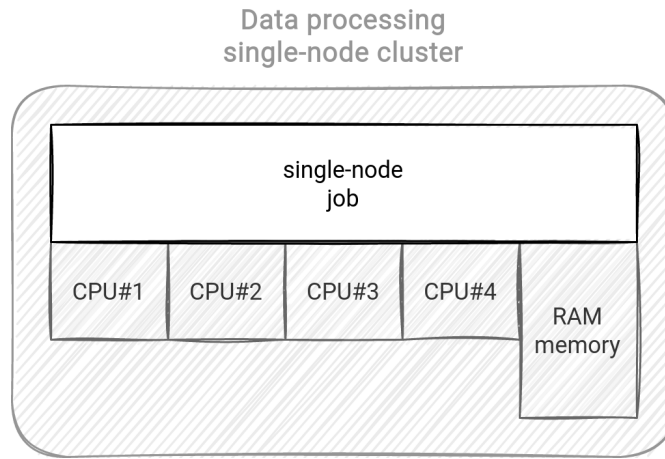 Data processing
single-node cluster
single-node
job
CPU#1
CPU#2
CPU#3
CPU#4
RAM
memory